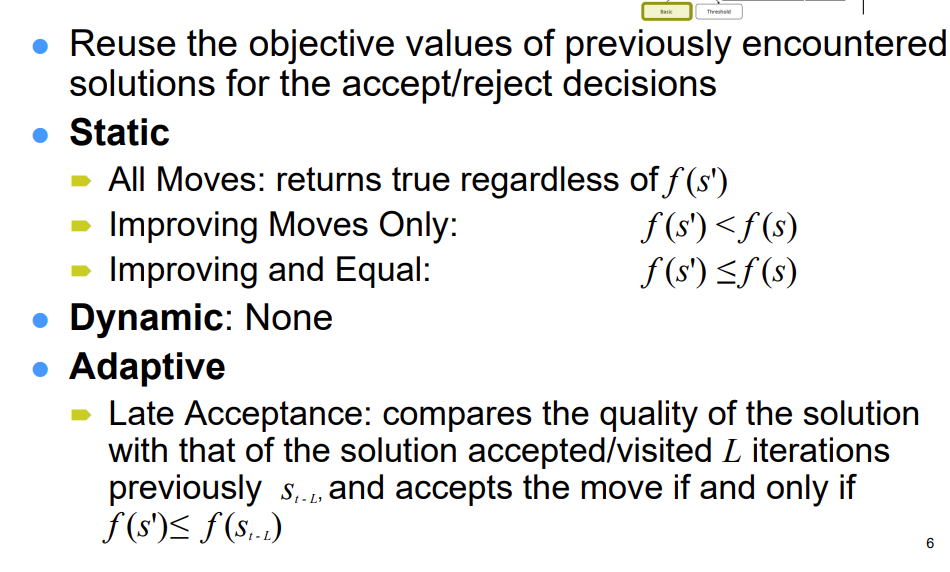 Basic Threshold
Reuse the objective values of previously encountered
solutions for the accept/reject decisions
Static
All Moves: returns true regardless of f (s')
Improving Moves Only: f (s') < f (s)
Improving and Equal: f (s') ≤ f (s)
Dynamic: None
Adaptive
Late Acceptance: compares the quality of the solution
with that of the solution accepted/visited L iterations
previously s_{t-L}, and accepts the move if and only if
f (s') ≤ f (s_{t-L})
6